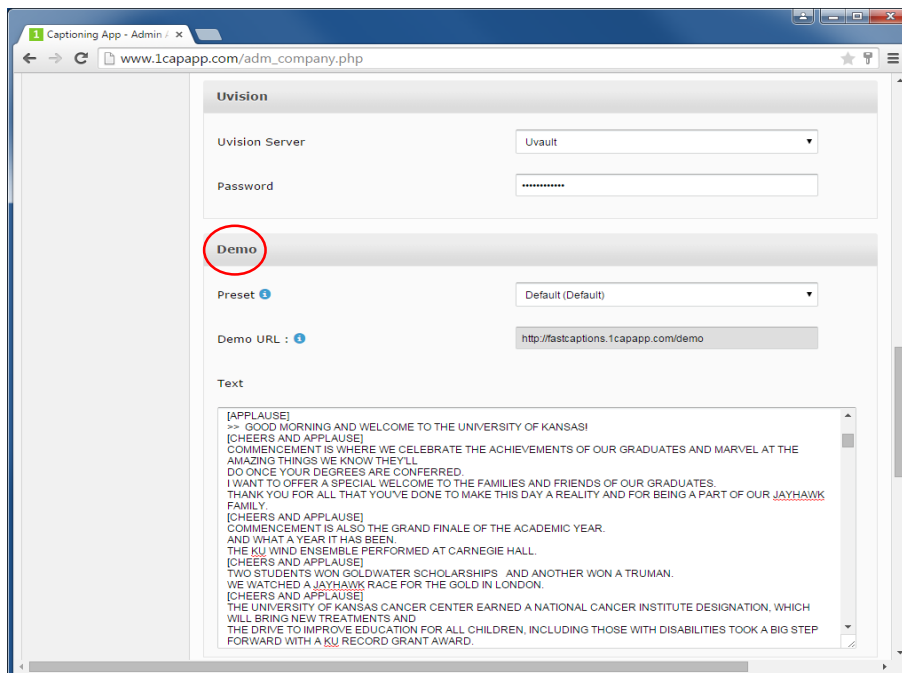 1 Captioning App - Admin /
www.1capapp.com/adm_company.php
Uvision
Uvision Server
Uvault
Password
••••••••••••
Demo
Preset
Default (Default)
Demo URL :
http://fastcaptions.1capapp.com/demo
Text
[APPLAUSE]
>>  GOOD MORNING AND WELCOME TO THE UNIVERSITY OF KANSAS!
[CHEERS AND APPLAUSE]
COMMENCEMENT IS WHERE WE CELEBRATE THE ACHIEVEMENTS OF OUR GRADUATES AND MARVEL AT THE
AMAZING THINGS WE KNOW THEY'LL
DO ONCE YOUR DEGREES ARE CONFERRED.
I WANT TO OFFER A SPECIAL WELCOME TO THE FAMILIES AND FRIENDS OF OUR GRADUATES.
THANK YOU FOR ALL THAT YOU'VE DONE TO MAKE THIS DAY A REALITY AND FOR BEING A PART OF OUR JAYHAWK
FAMILY.
[CHEERS AND APPLAUSE]
COMMENCEMENT IS ALSO THE GRAND FINALE OF THE ACADEMIC YEAR.
AND WHAT A YEAR IT HAS BEEN.
THE KU WIND ENSEMBLE PERFORMED AT CARNEGIE HALL.
[CHEERS AND APPLAUSE]
TWO STUDENTS WON GOLDWATER SCHOLARSHIPS   AND ANOTHER WON A TRUMAN.
WE WATCHED A JAYHAWK RACE FOR THE GOLD IN LONDON.
[CHEERS AND APPLAUSE]
THE UNIVERSITY OF KANSAS CANCER CENTER EARNED A NATIONAL CANCER INSTITUTE DESIGNATION, WHICH
WILL BRING NEW TREATMENTS AND
THE DRIVE TO IMPROVE EDUCATION FOR ALL CHILDREN, INCLUDING THOSE WITH DISABILITIES TOOK A BIG STEP
FORWARD WITH A KU RECORD GRANT AWARD.